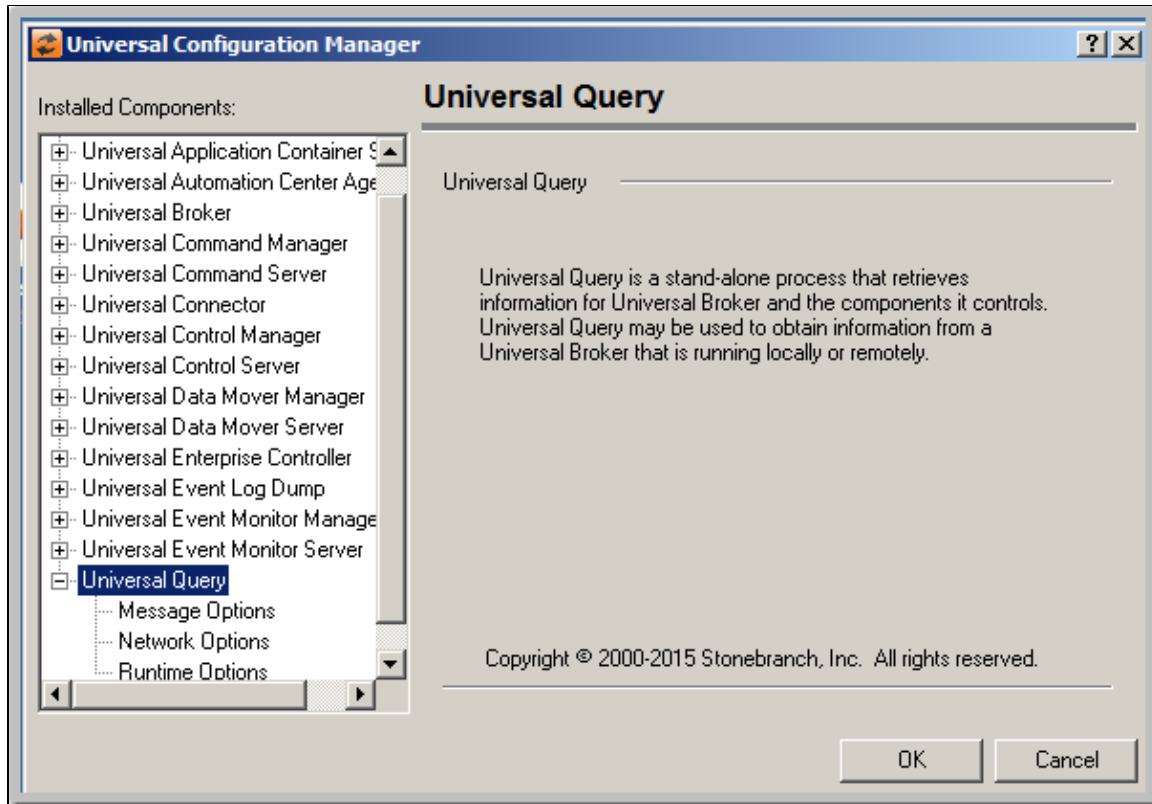 Universal Configuration Manager
Installed Components:
Universal Application Container S
Universal Automation Center Age
Universal Broker
Universal Command Manager
Universal Command Server
Universal Connector
Universal Control Manager
Universal Control Server
Universal Data Mover Manager
Universal Data Mover Server
Universal Enterprise Controller
Universal Event Log Dump
Universal Event Monitor Manage
Universal Event Monitor Server
Universal Query
Message Options
Network Options
Runtime Options
Universal Query
Universal Query
Universal Query is a stand-alone process that retrieves
information for Universal Broker and the components it controls.
Universal Query may be used to obtain information from a
Universal Broker that is running locally or remotely.
Copyright © 2000-2015 Stonebranch, Inc. All rights reserved.
OK
Cancel